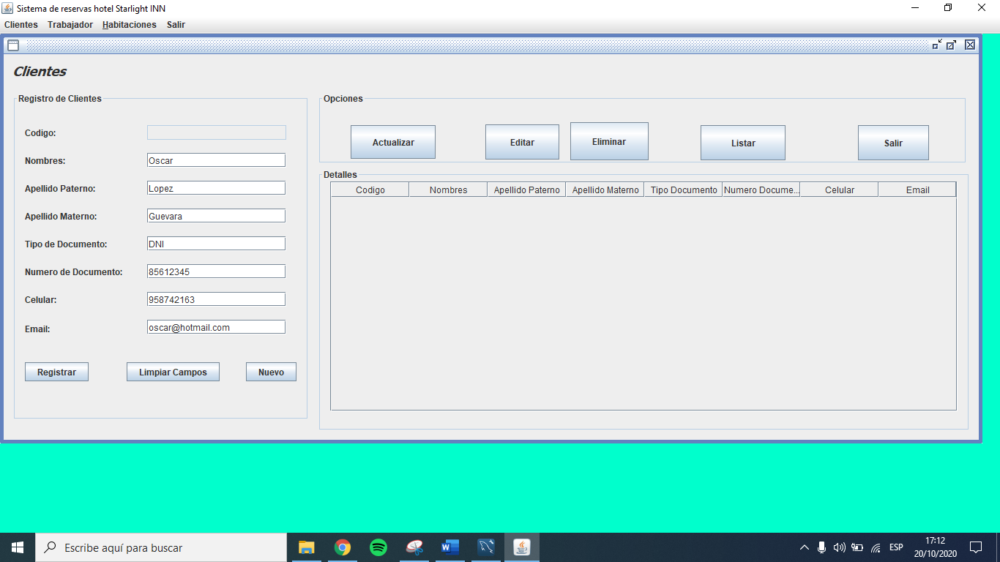 Sistema de reservas hotel Starlight INN
Clientes Trabajador Habitaciones Salir
Clientes
Registro de Clientes
Codigo:
Nombres: Oscar
Apellido Paterno: Lopez
Apellido Materno: Guevara
Tipo de Documento: DNI
Numero de Documento: 85612345
Celular: 958742163
Email: oscar@hotmail.com
Registrar Limpiar Campos Nuevo
Opciones
Actualizar Editar Eliminar Listar Salir
Detalles
Codigo Nombres Apellido Paterno Apellido Materno Tipo Documento Numero Docume... Celular Email
Escribe aquí para buscar
ESP
17:12
20/10/2020